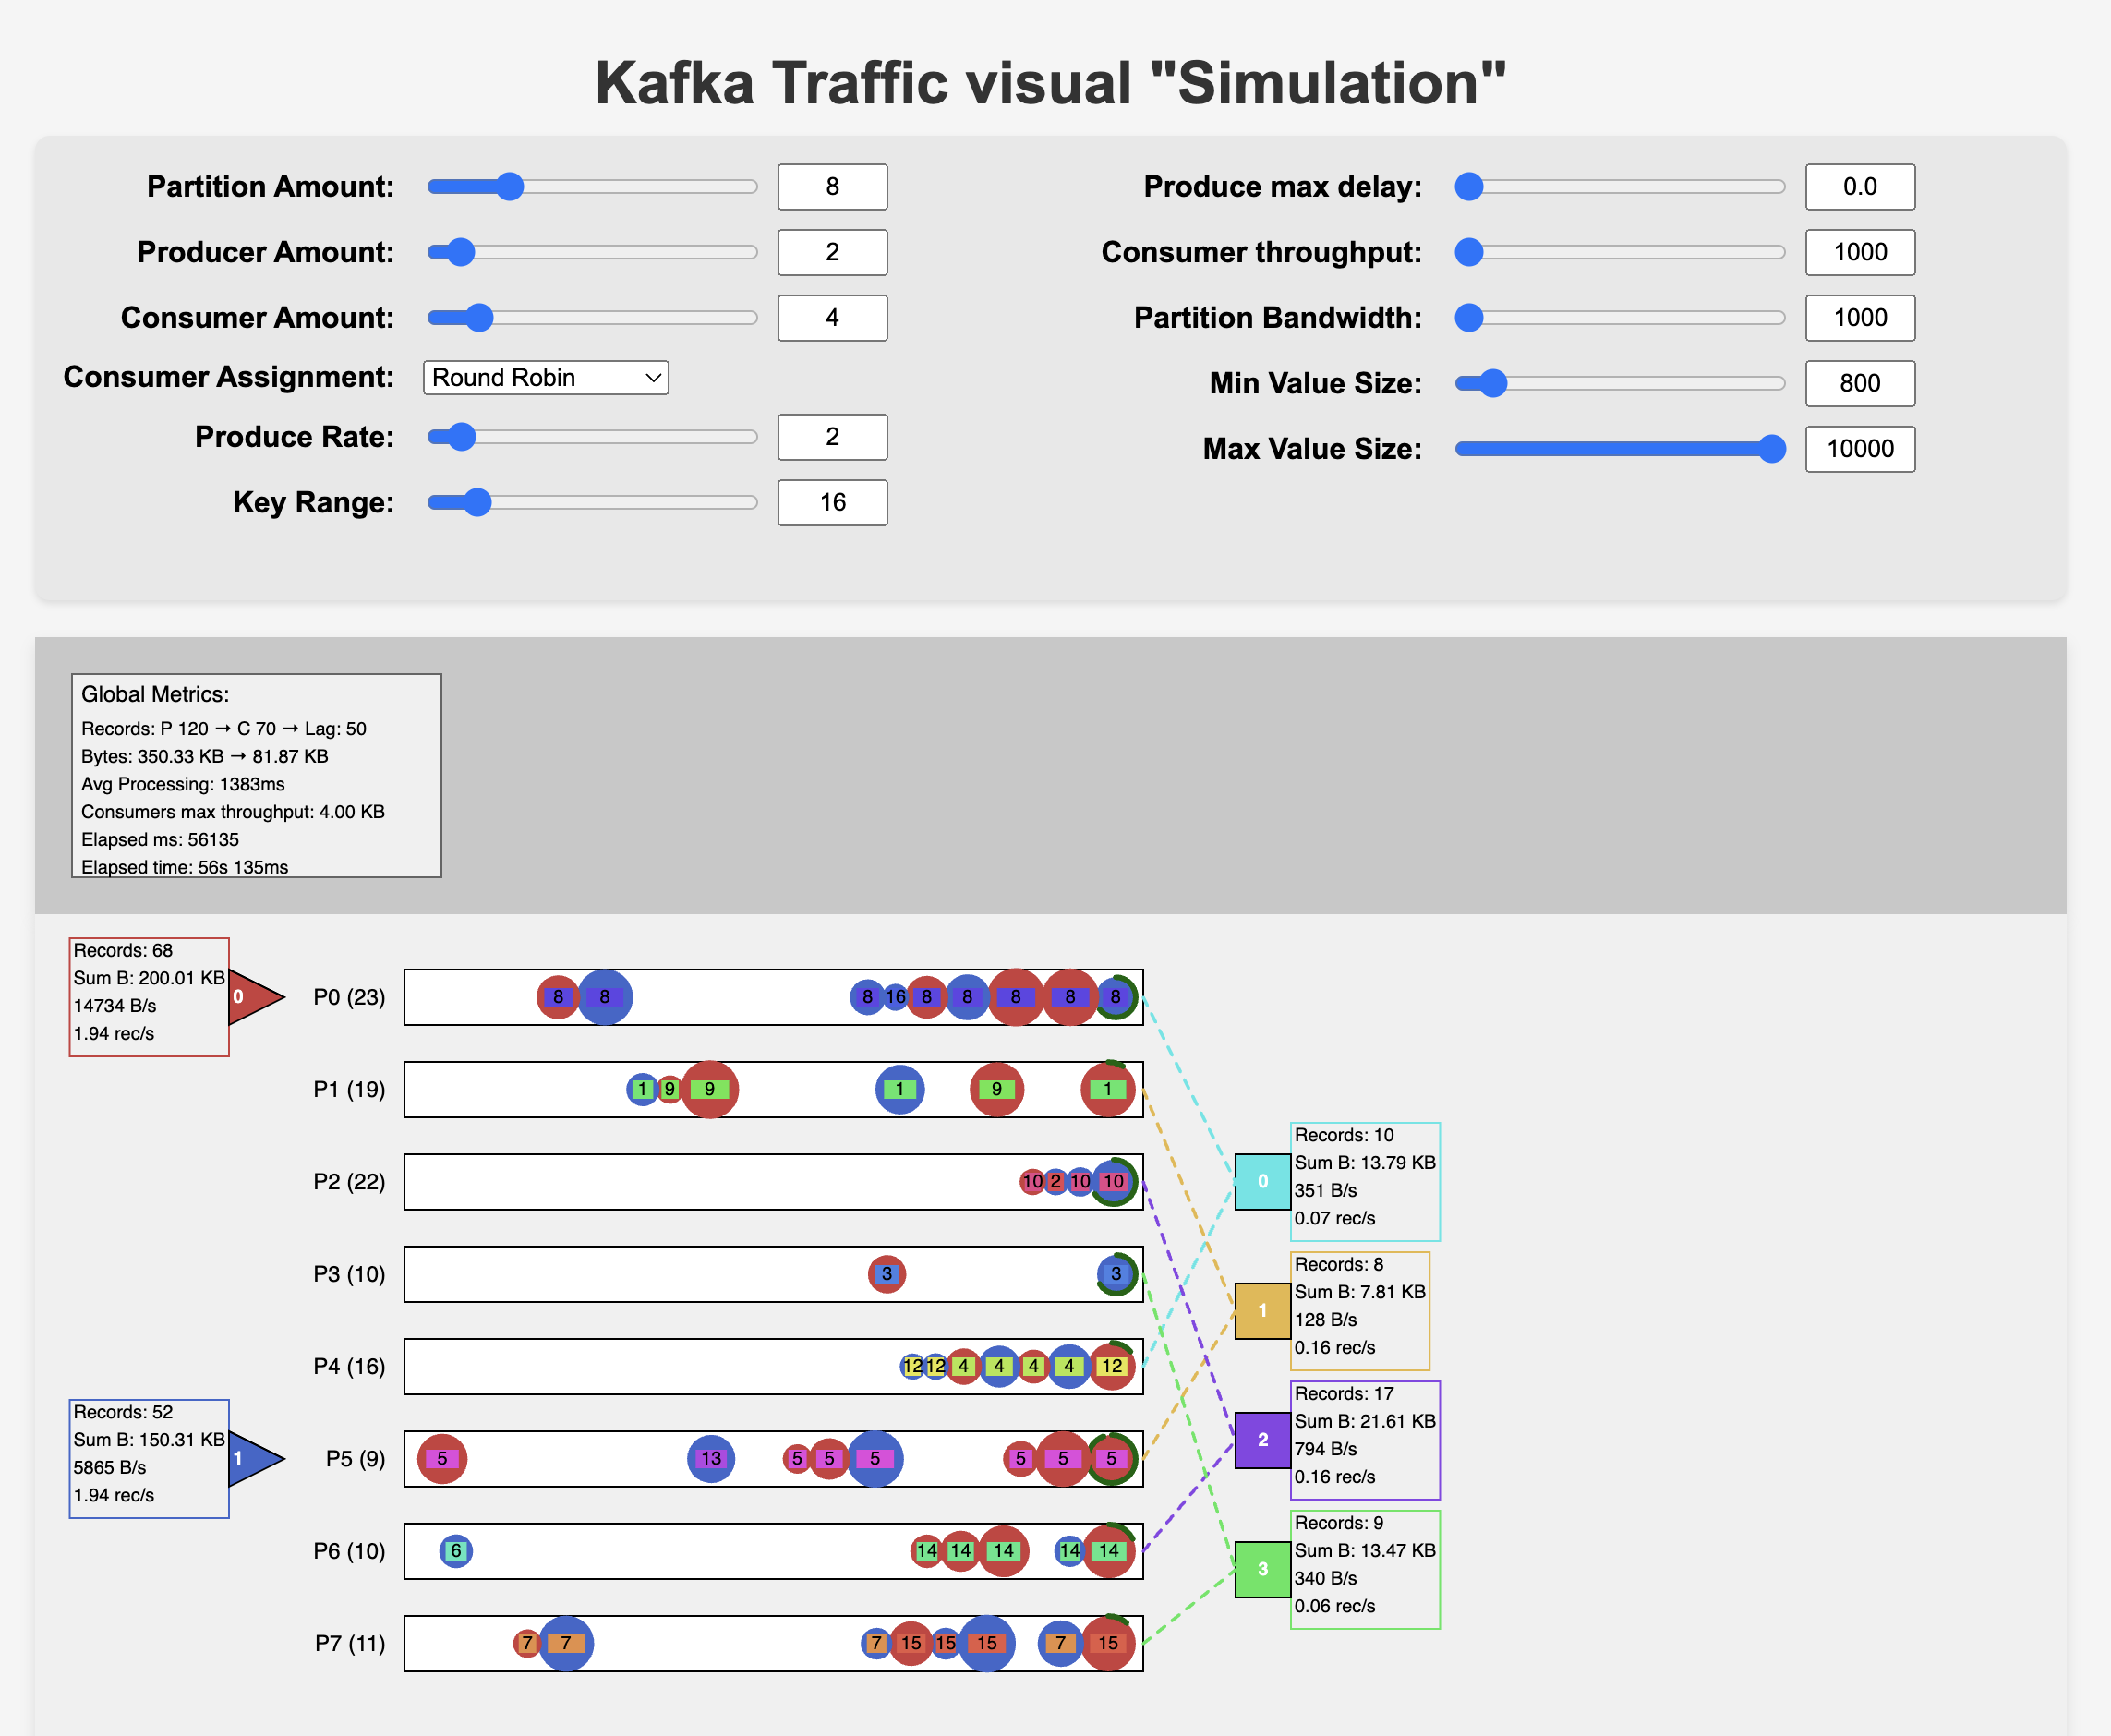 Kafka Traffic visual "Simulation"
Partition Amount: 8
Producer Amount: 2
Consumer Amount: 4
Consumer Assignment: Round Robin
Produce Rate: 2
Key Range: 16
Produce max delay: 0.0
Consumer throughput: 1000
Partition Bandwidth: 1000
Min Value Size: 800
Max Value Size: 10000
Global Metrics:
Records: P 120 → C 70 → Lag: 50
Bytes: 350.33 KB → 81.87 KB
Avg Processing: 1383ms
Consumers max throughput: 4.00 KB
Elapsed ms: 56135
Elapsed time: 56s 135ms
Records: 68
Sum B: 200.01 KB
14734 B/s
1.94 rec/s
0
Records: 52
Sum B: 150.31 KB
5865 B/s
1.94 rec/s
1
P0 (23) 8 8 8 16 8 8 8 8 8
P1 (19) 1 9 9 1 9 1
P2 (22) 10 2 10 10
P3 (10) 3 3
P4 (16) 12 12 4 4 4 4 12
P5 (9) 5 13 5 5 5 5 5 5
P6 (10) 6 14 14 14 14 14
P7 (11) 7 7 7 15 15 15 7 15
0
Records: 10
Sum B: 13.79 KB
351 B/s
0.07 rec/s
1
Records: 8
Sum B: 7.81 KB
128 B/s
0.16 rec/s
2
Records: 17
Sum B: 21.61 KB
794 B/s
0.16 rec/s
3
Records: 9
Sum B: 13.47 KB
340 B/s
0.06 rec/s